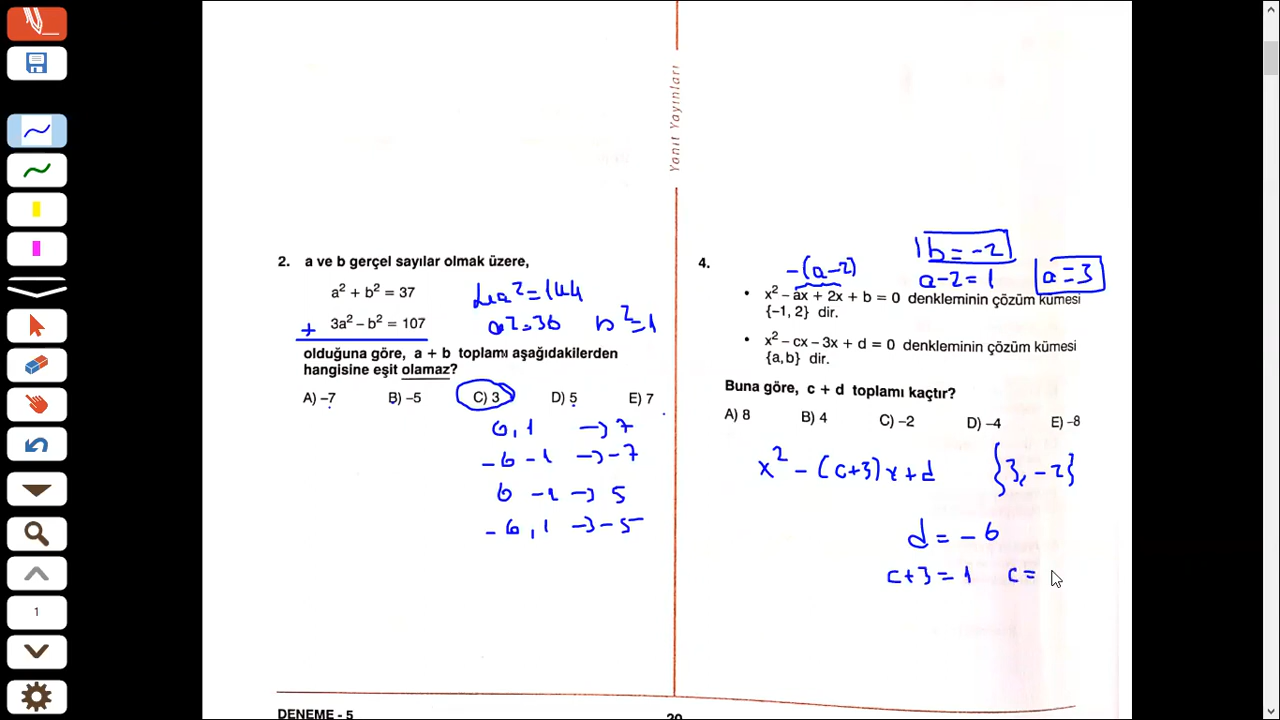 Yanıt Yayınları
2. a ve b gerçel sayılar olmak üzere,
a² + b² = 37
+ 3a² – b² = 107
4a² = 144
a² = 36 b² = 1
olduğuna göre, a + b toplamı aşağıdakilerden
hangisine eşit olamaz?
A) –7 B) –5 C) 3 D) 5 E) 7
6, 1 → 7
-6 -1 → -7
6 -1 → 5
-6, 1 → -5
4.
b = -2
-(a-2) a-2 = 1 a = 3
• x² – ax + 2x + b = 0 denkleminin çözüm kümesi
{–1, 2} dir.
• x² – cx – 3x + d = 0 denkleminin çözüm kümesi
{a, b} dir.
Buna göre, c + d toplamı kaçtır?
A) 8 B) 4 C) –2 D) –4 E) –8
x² - (c+3)x + d {3, -2}
d = -6
c+3 = 1 c =
DENEME - 5 20
1